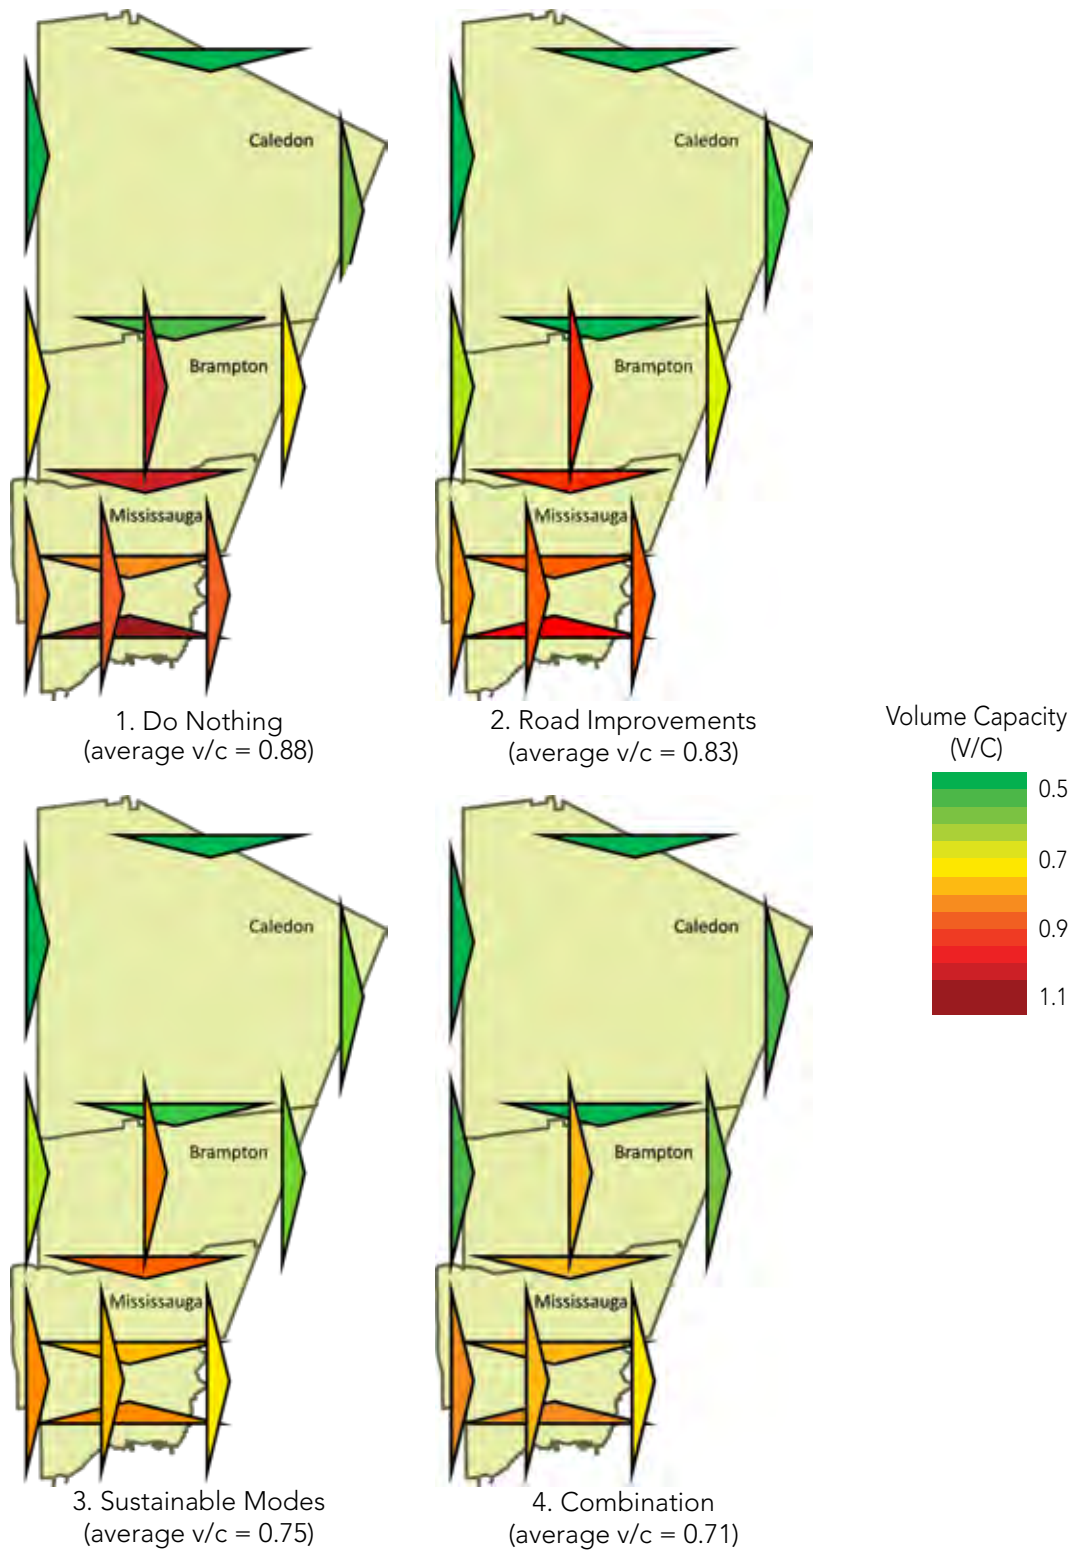 Caledon
Brampton
Mississauga
1. Do Nothing
(average v/c = 0.88)
Caledon
Brampton
Mississauga
2. Road Improvements
(average v/c = 0.83)
Volume Capacity
(V/C)
0.5
0.7
0.9
1.1
Caledon
Brampton
Mississauga
3. Sustainable Modes
(average v/c = 0.75)
Caledon
Brampton
Mississauga
4. Combination
(average v/c = 0.71)